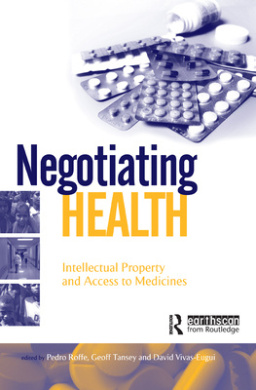 Negotiating
HEALTH
Intellectual Property
and Access to Medicines
R
earthscan
from Routledge
edited by Pedro Roffe, Geoff Tansey and David Vivas-Eugui